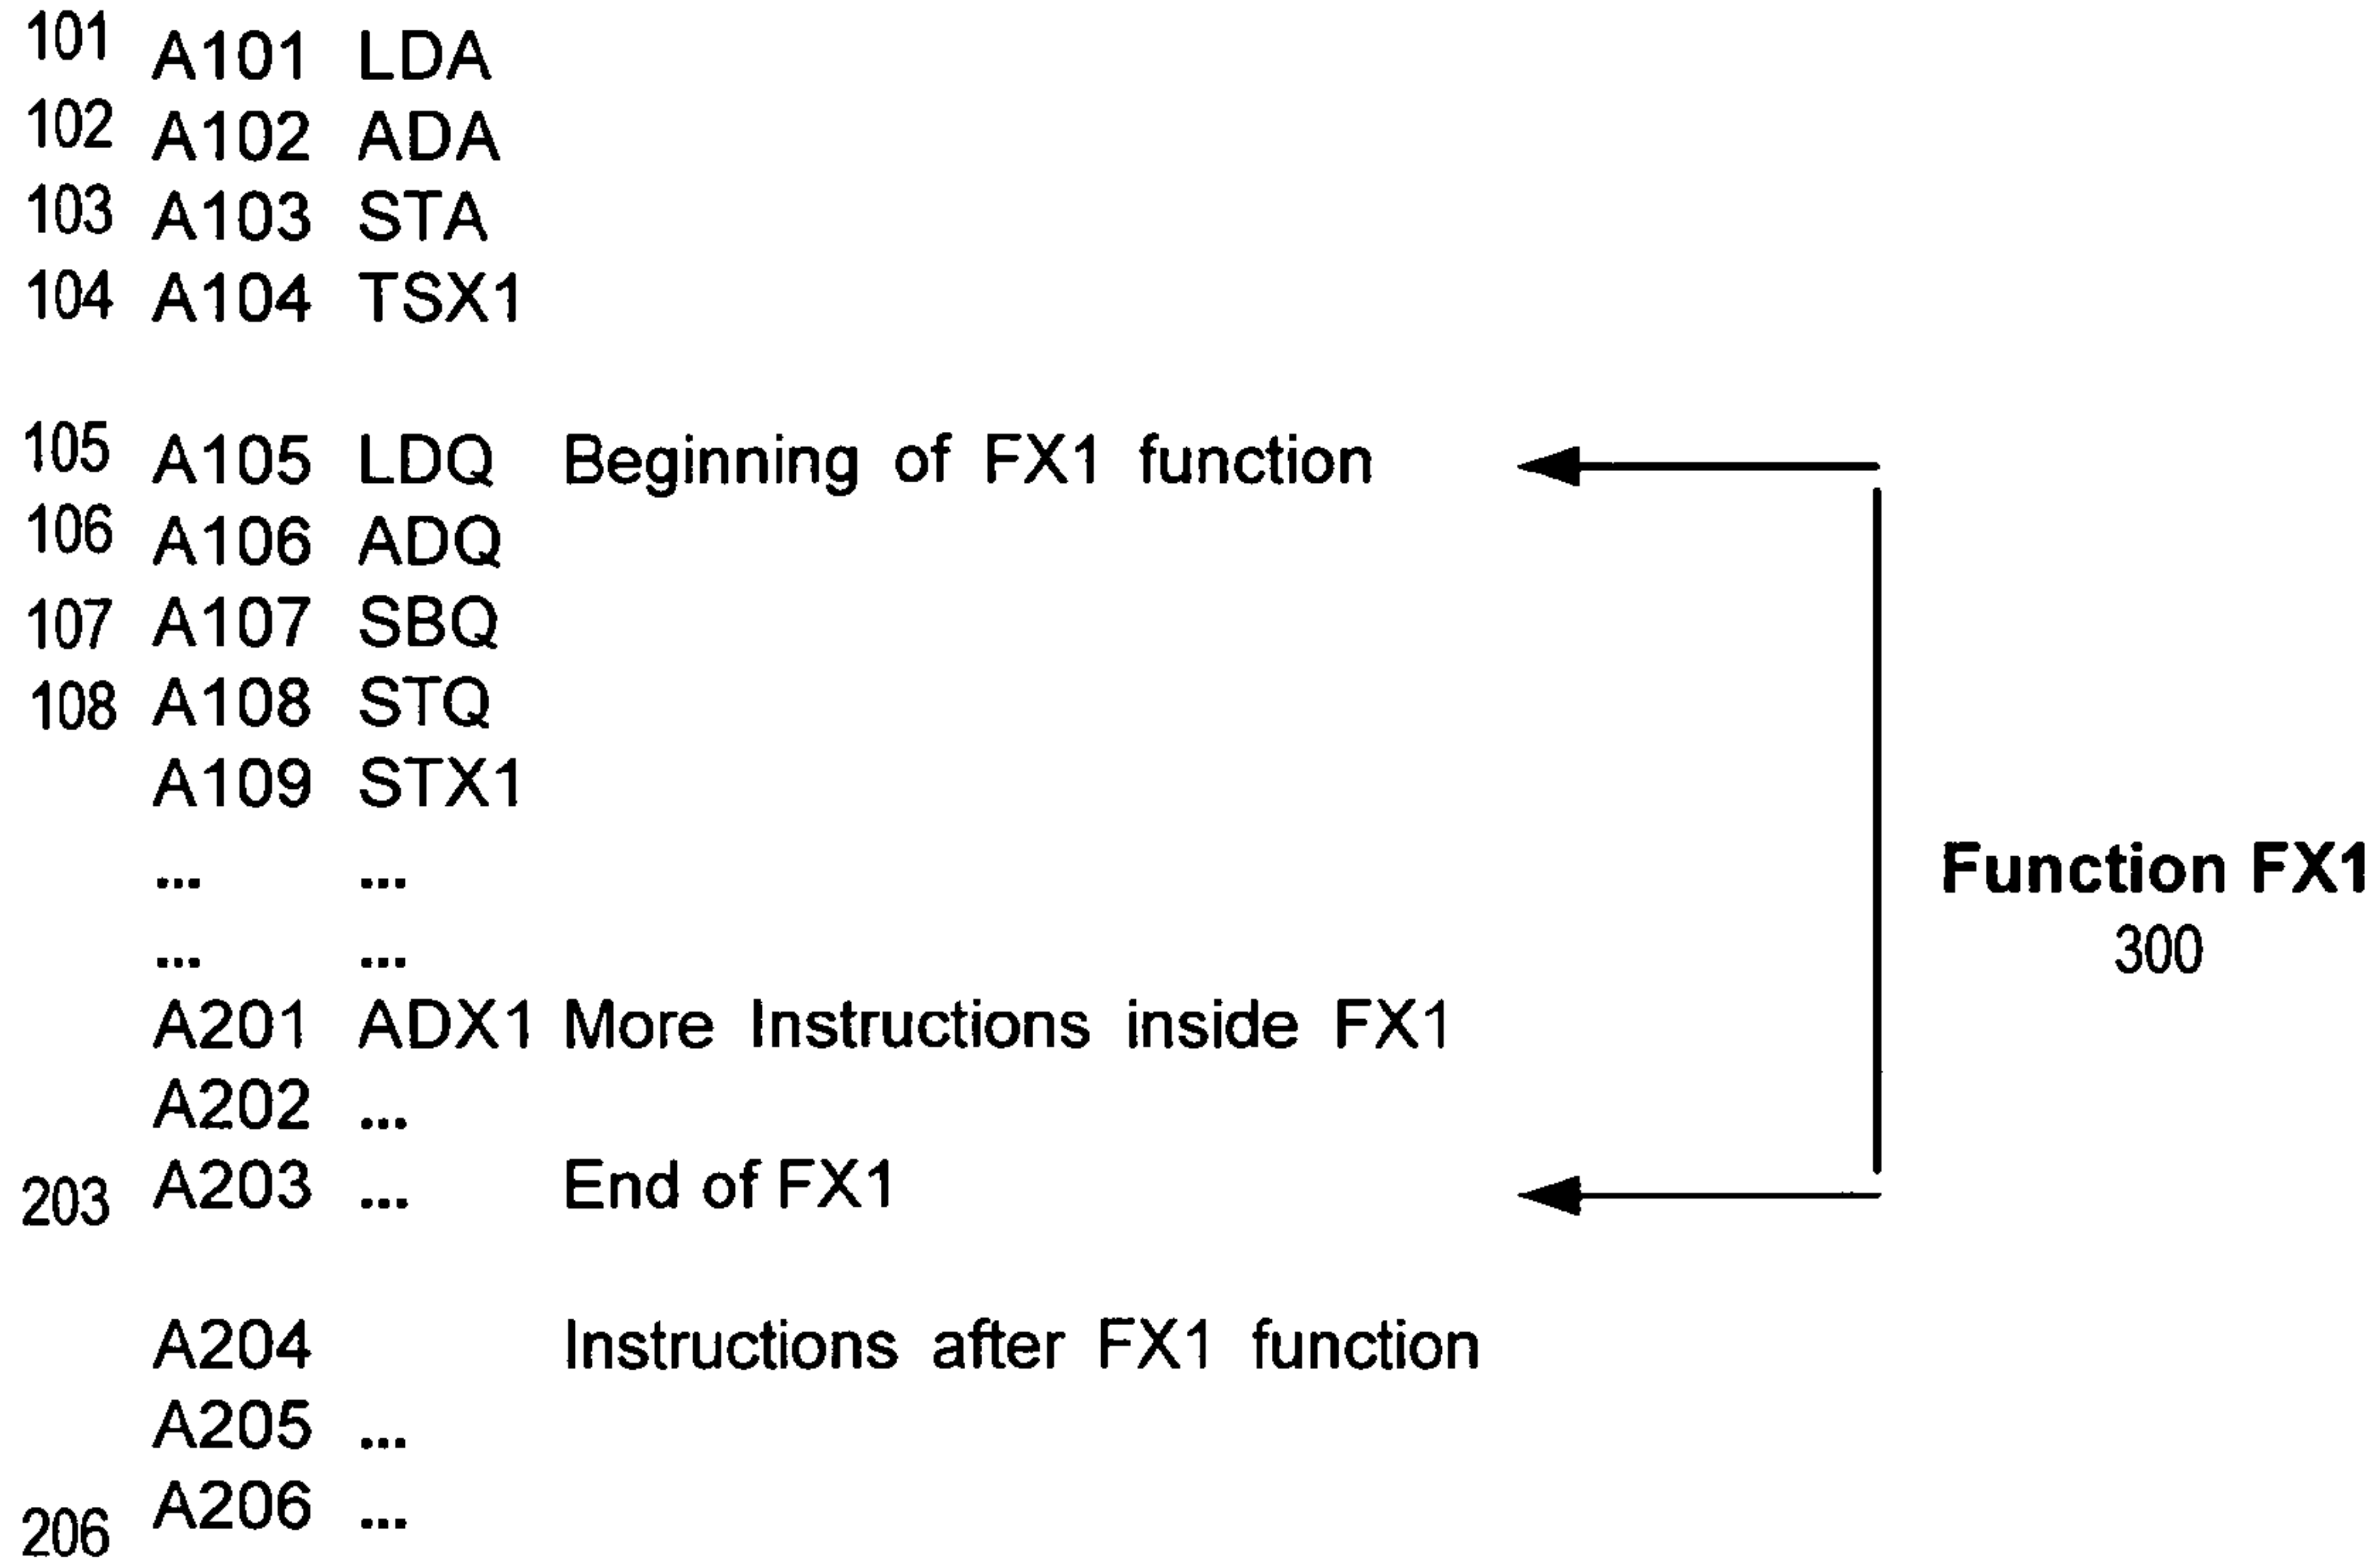 101 A101 LDA
102 A102 ADA
103 A103 STA
104 A104 TSX1
105 A105 LDQ Beginning of FX1 function
106 A106 ADQ
107 A107 SBQ
108 A108 STQ
A109 STX1
... ...
Function FX1
... ...
300
A201 ADX1 More Instructions inside FX1
A202 ...
203 A203 ... End of FX1
A204 Instructions after FX1 function
A205 ...
206 A206 ...